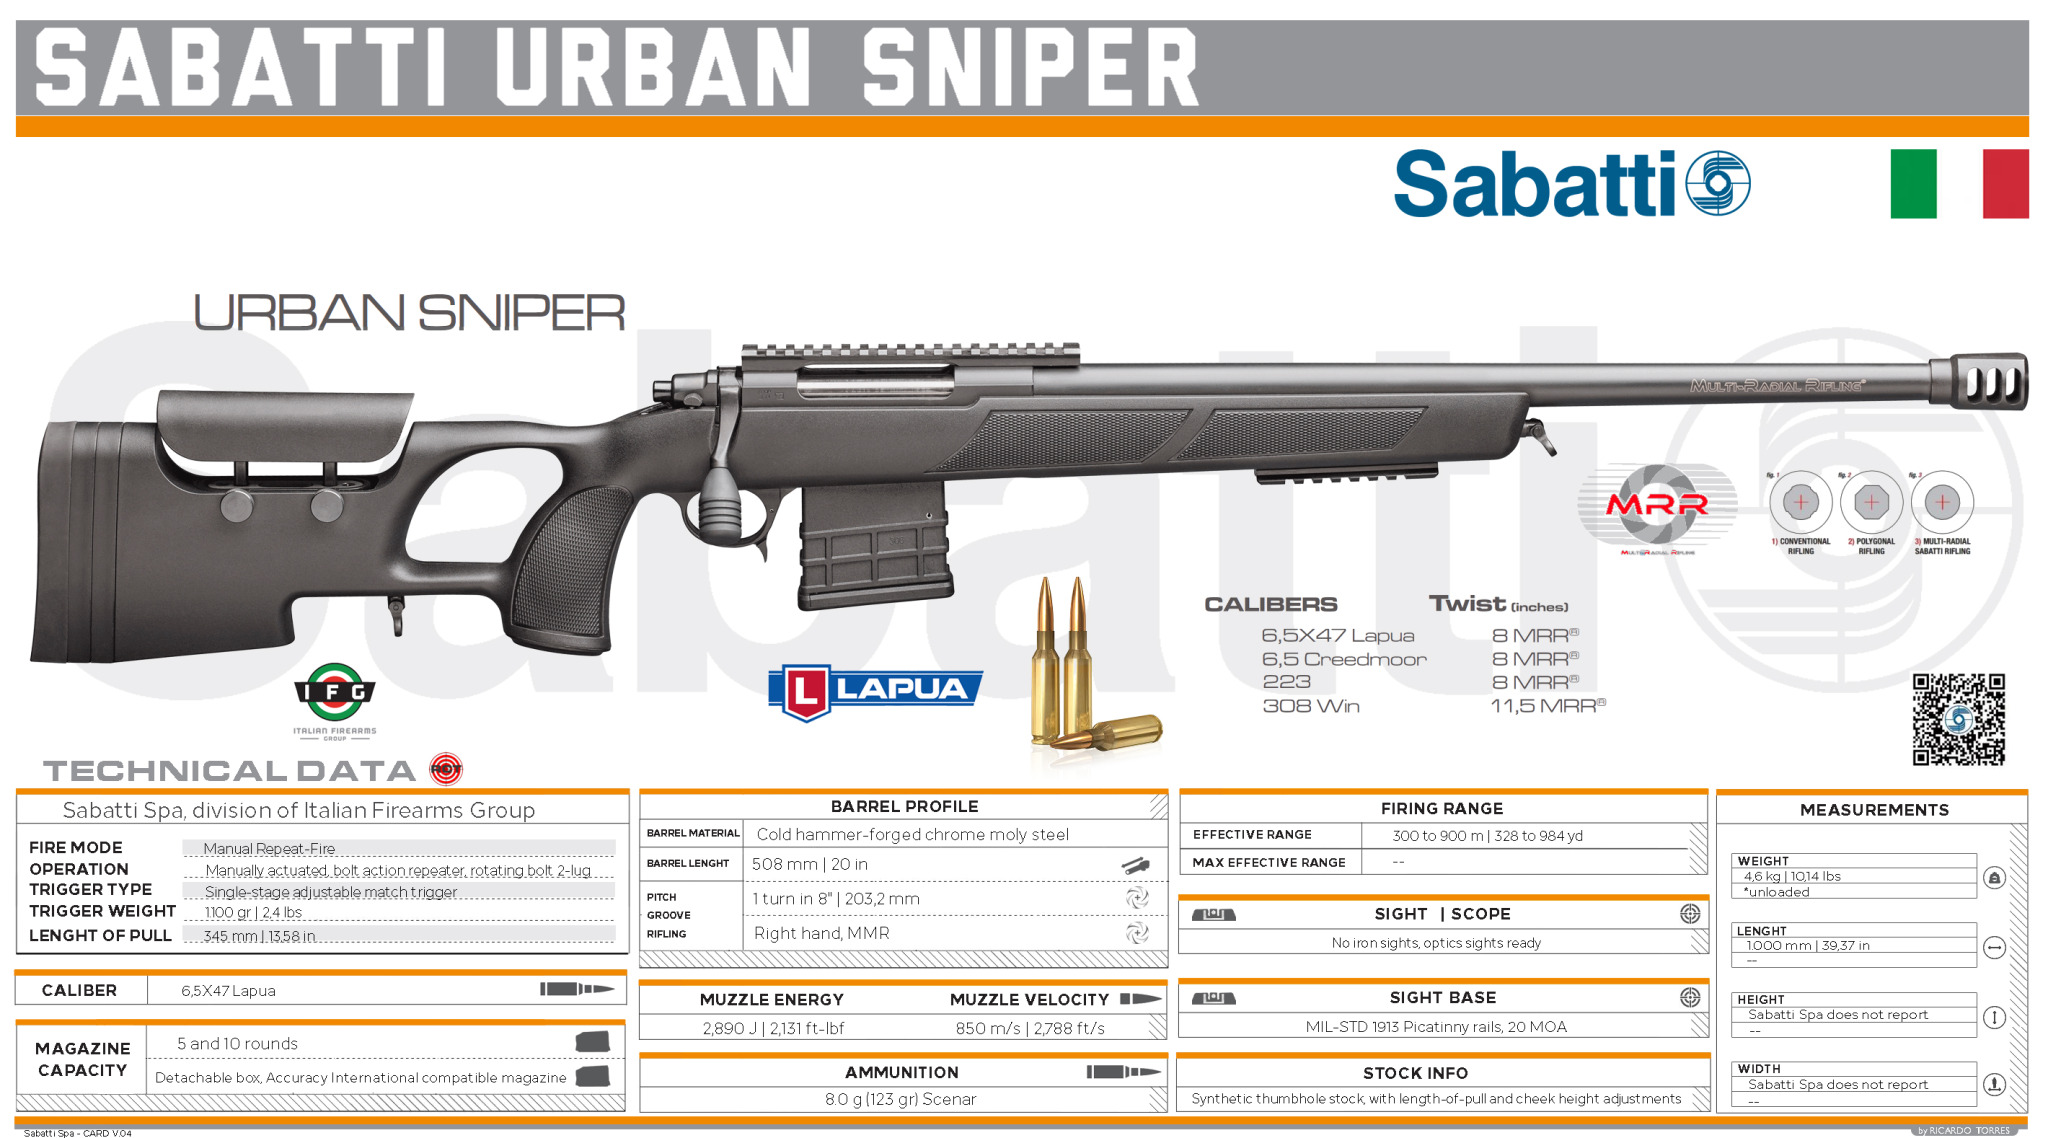 SABATTI URBAN SNIPER
Sabatti
URBAN SNIPER
Sabatti
MULTI-RADIAL RIFLING®
MRR
MULTI-RADIAL RIFLING
fig. 1
fig. 2
fig. 3
1) CONVENTIONAL RIFLING
2) POLYGONAL RIFLING
3) MULTI-RADIAL SABATTI RIFLING
CALIBERS Twist (inches)
6,5X47 Lapua 8 MRR®
6,5 Creedmoor 8 MRR®
223 8 MRR®
308 Win 11,5 MRR®
IFG
ITALIAN FIREARMS
GROUP
L LAPUA
TECHNICAL DATA
Sabatti Spa, division of Italian Firearms Group
FIRE MODE Manual Repeat-Fire
OPERATION Manually actuated, bolt action repeater, rotating bolt 2-lug
TRIGGER TYPE Single-stage adjustable match trigger
TRIGGER WEIGHT 1.100 gr | 2,4 lbs
LENGHT OF PULL 345 mm | 13,58 in
CALIBER 6,5X47 Lapua
MAGAZINE CAPACITY
5 and 10 rounds
Detachable box, Accuracy International compatible magazine
BARREL PROFILE
BARREL MATERIAL Cold hammer-forged chrome moly steel
BARREL LENGHT 508 mm | 20 in
PITCH 1 turn in 8" | 203,2 mm
GROOVE
RIFLING Right hand, MMR
MUZZLE ENERGY MUZZLE VELOCITY
2,890 J | 2,131 ft-lbf 850 m/s | 2,788 ft/s
AMMUNITION
8.0 g (123 gr) Scenar
FIRING RANGE
EFFECTIVE RANGE 300 to 900 m | 328 to 984 yd
MAX EFFECTIVE RANGE --
SIGHT | SCOPE
No iron sights, optics sights ready
SIGHT BASE
MIL-STD 1913 Picatinny rails, 20 MOA
STOCK INFO
Synthetic thumbhole stock, with length-of-pull and cheek height adjustments
MEASUREMENTS
WEIGHT
4,6 kg | 10,14 lbs
*unloaded
LENGHT
1.000 mm | 39,37 in
--
HEIGHT
Sabatti Spa does not report
--
WIDTH
Sabatti Spa does not report
--
Sabatti Spa - CARD V.04
by RICARDO TORRES